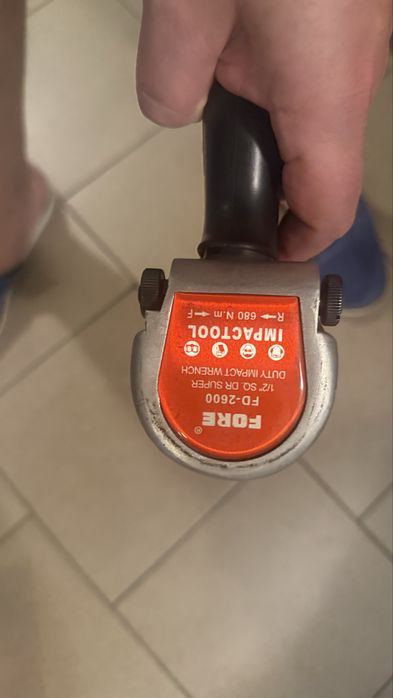 FORE®
FD-2600
1/2" SQ. DR SUPER
DUTY IMPACT WRENCH
IMPACTOOL
R ← 680 N.m → F